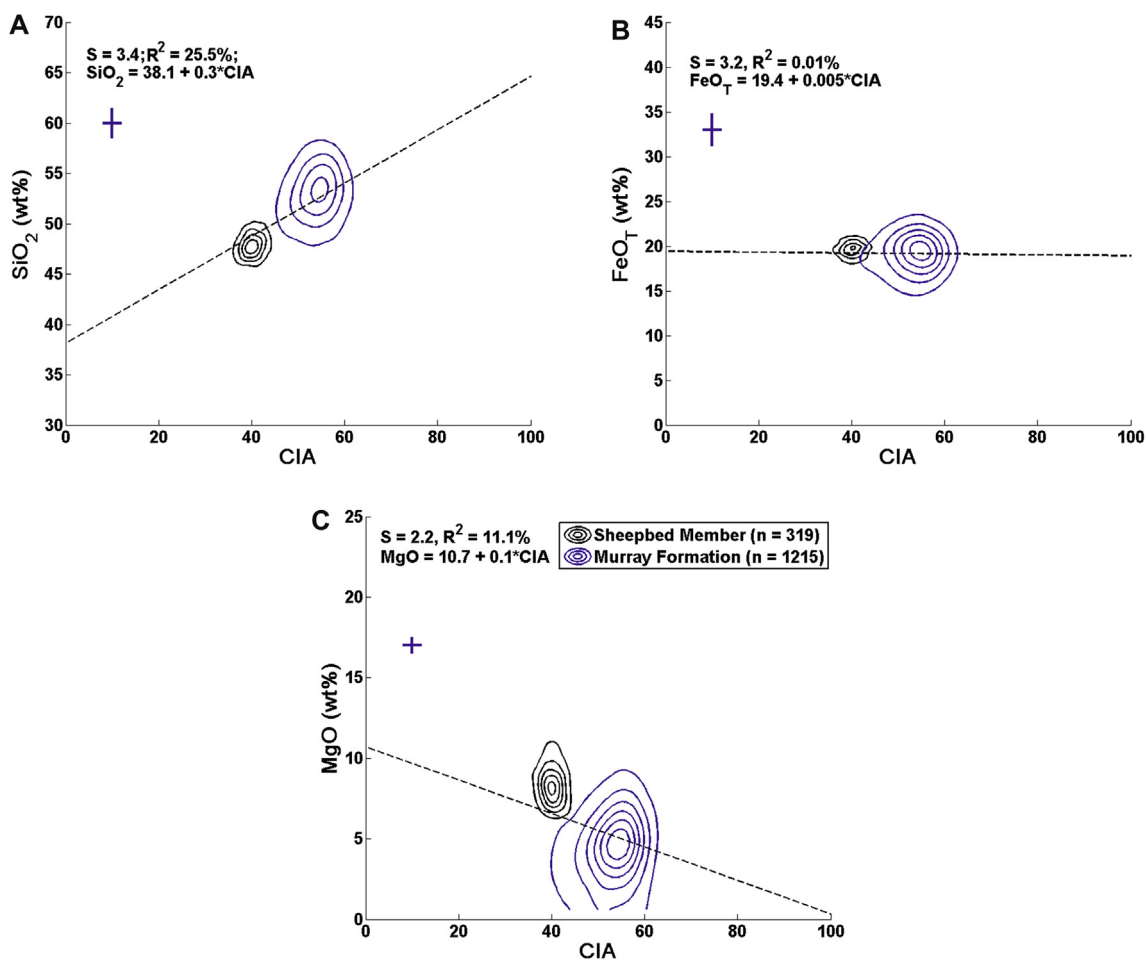 A
S = 3.4;R² = 25.5%;
SiO₂ = 38.1 + 0.3*CIA
SiO₂ (wt%)
70
65
60
55
50
45
40
35
30
0 20 40 60 80 100
CIA
B
S = 3.2, R² = 0.01%
FeO_T = 19.4 + 0.005*CIA
FeO_T (wt%)
45
40
35
30
25
20
15
10
5
0
0 20 40 60 80 100
CIA
C
S = 2.2, R² = 11.1%
MgO = 10.7 + 0.1*CIA
Sheepbed Member (n = 319)
Murray Formation (n = 1215)
MgO (wt%)
25
20
15
10
5
0
0 20 40 60 80 100
CIA